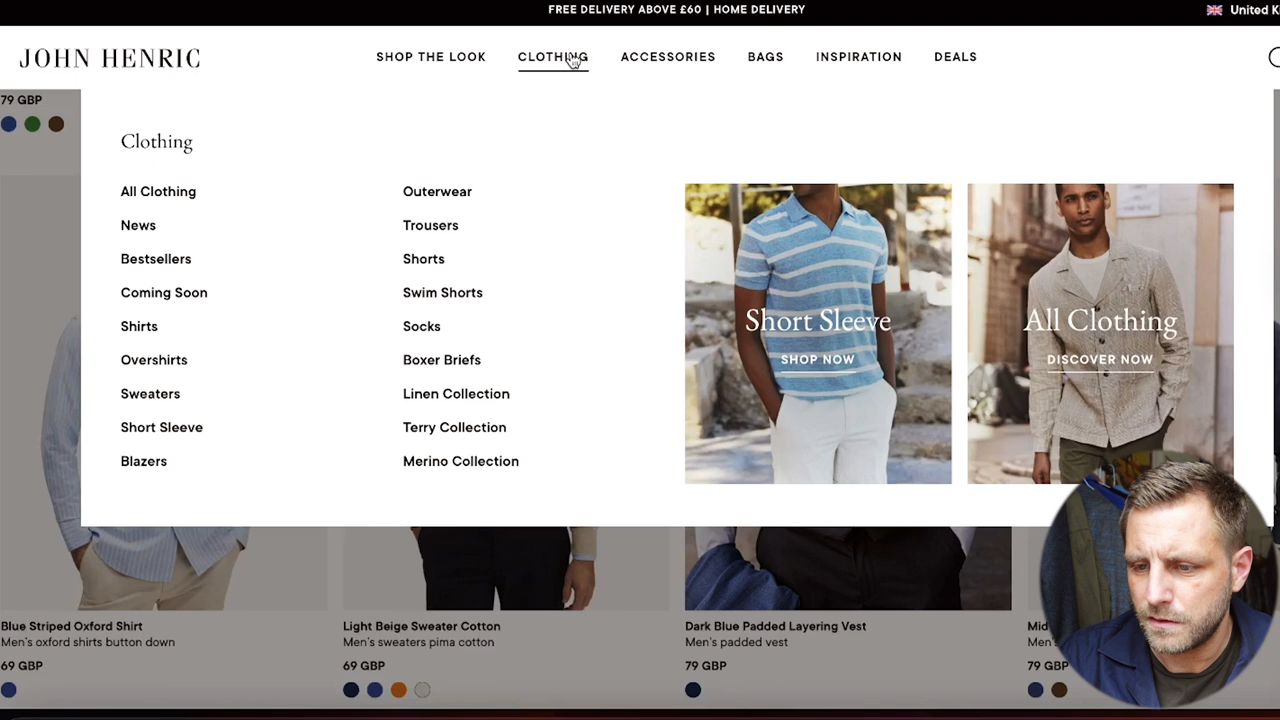 FREE DELIVERY ABOVE £60 | HOME DELIVERY
United K
JOHN HENRIC
SHOP THE LOOK
CLOTHING
ACCESSORIES
BAGS
INSPIRATION
DEALS
79 GBP
Clothing
All Clothing
News
Bestsellers
Coming Soon
Shirts
Overshirts
Sweaters
Short Sleeve
Blazers
Outerwear
Trousers
Shorts
Swim Shorts
Socks
Boxer Briefs
Linen Collection
Terry Collection
Merino Collection
Short Sleeve
SHOP NOW
All Clothing
DISCOVER NOW
Blue Striped Oxford Shirt
Men's oxford shirts button down
69 GBP
Light Beige Sweater Cotton
Men's sweaters pima cotton
69 GBP
Dark Blue Padded Layering Vest
Men's padded vest
79 GBP
Mid
Men's
79 GBP